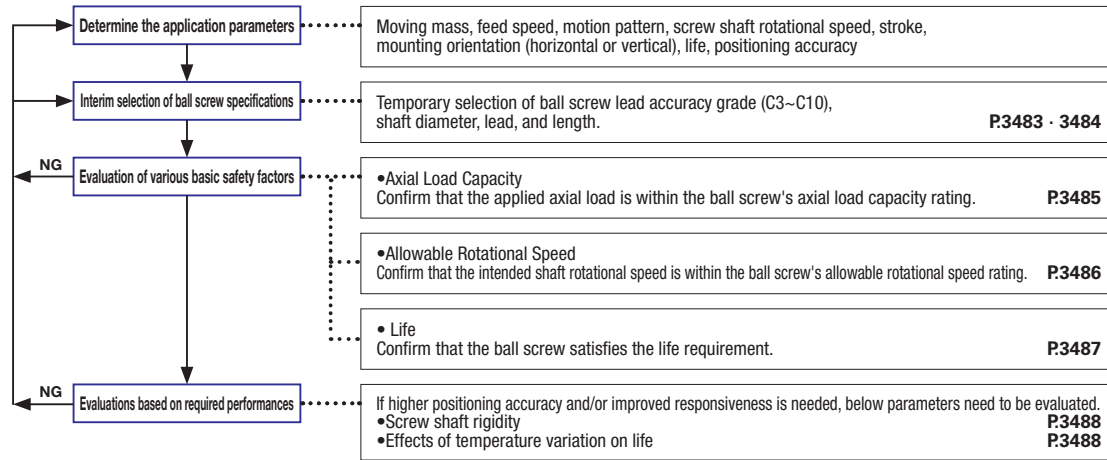 Determine the application parameters
Moving mass, feed speed, motion pattern, screw shaft rotational speed, stroke,
mounting orientation (horizontal or vertical), life, positioning accuracy
Interim selection of ball screw specifications
Temporary selection of ball screw lead accuracy grade (C3~C10),
shaft diameter, lead, and length. P.3483 · 3484
NG
Evaluation of various basic safety factors
•Axial Load Capacity
Confirm that the applied axial load is within the ball screw's axial load capacity rating. P.3485
•Allowable Rotational Speed
Confirm that the intended shaft rotational speed is within the ball screw's allowable rotational speed rating. P.3486
• Life
Confirm that the ball screw satisfies the life requirement. P.3487
NG
Evaluations based on required performances
If higher positioning accuracy and/or improved responsiveness is needed, below parameters need to be evaluated.
•Screw shaft rigidity P.3488
•Effects of temperature variation on life P.3488